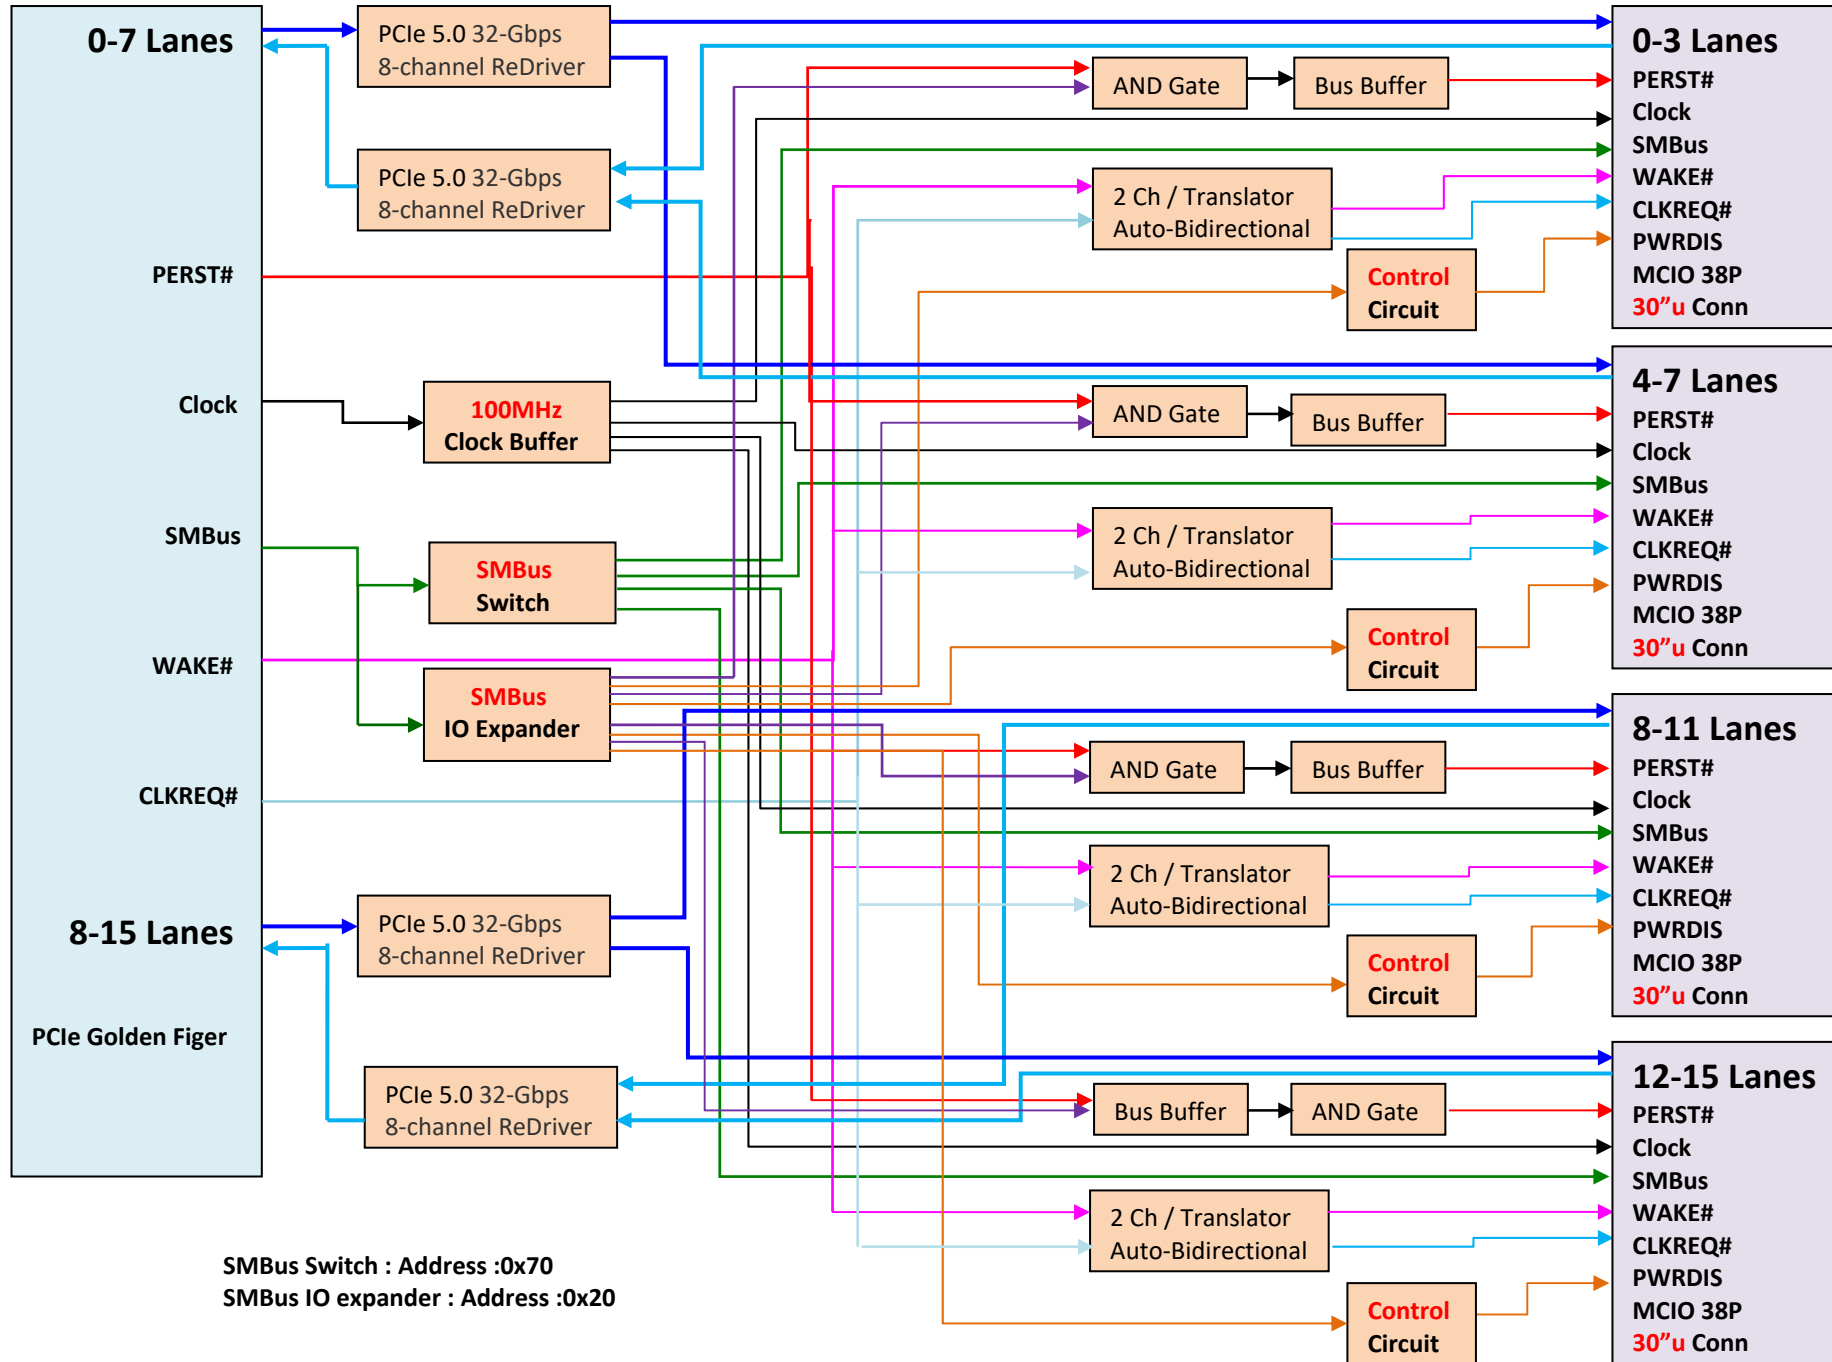 0-7 Lanes
PERST#
Clock
SMBus
WAKE#
CLKREQ#
8-15 Lanes
PCIe Golden Figer
PCIe 5.0 32-Gbps
8-channel ReDriver
PCIe 5.0 32-Gbps
8-channel ReDriver
100MHz
Clock Buffer
SMBus
Switch
SMBus
IO Expander
PCIe 5.0 32-Gbps
8-channel ReDriver
PCIe 5.0 32-Gbps
8-channel ReDriver
AND Gate
Bus Buffer
2 Ch / Translator
Auto-Bidirectional
Control
Circuit
AND Gate
Bus Buffer
2 Ch / Translator
Auto-Bidirectional
Control
Circuit
AND Gate
Bus Buffer
2 Ch / Translator
Auto-Bidirectional
Control
Circuit
Bus Buffer
AND Gate
2 Ch / Translator
Auto-Bidirectional
Control
Circuit
0-3 Lanes
PERST#
Clock
SMBus
WAKE#
CLKREQ#
PWRDIS
MCIO 38P
30”u Conn
4-7 Lanes
PERST#
Clock
SMBus
WAKE#
CLKREQ#
PWRDIS
MCIO 38P
30”u Conn
8-11 Lanes
PERST#
Clock
SMBus
WAKE#
CLKREQ#
PWRDIS
MCIO 38P
30”u Conn
12-15 Lanes
PERST#
Clock
SMBus
WAKE#
CLKREQ#
PWRDIS
MCIO 38P
30”u Conn
SMBus Switch : Address :0x70
SMBus IO expander : Address :0x20